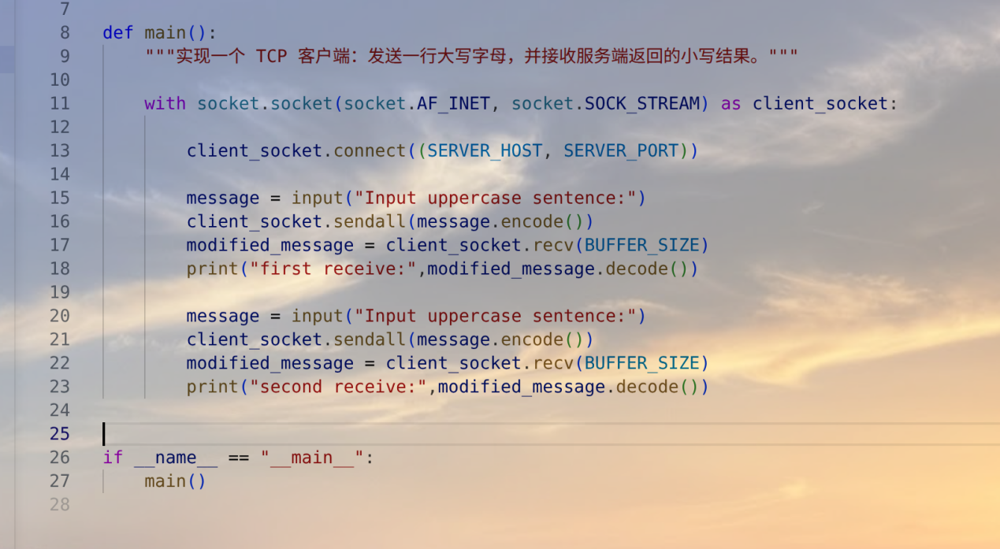 7
8 def main():
9 """实现一个 TCP 客户端：发送一行大写字母，并接收服务端返回的小写结果。"""
10
11 with socket.socket(socket.AF_INET, socket.SOCK_STREAM) as client_socket:
12
13 client_socket.connect((SERVER_HOST, SERVER_PORT))
14
15 message = input("Input uppercase sentence:")
16 client_socket.sendall(message.encode())
17 modified_message = client_socket.recv(BUFFER_SIZE)
18 print("first receive:",modified_message.decode())
19
20 message = input("Input uppercase sentence:")
21 client_socket.sendall(message.encode())
22 modified_message = client_socket.recv(BUFFER_SIZE)
23 print("second receive:",modified_message.decode())
24
25
26 if __name__ == "__main__":
27 main()
28